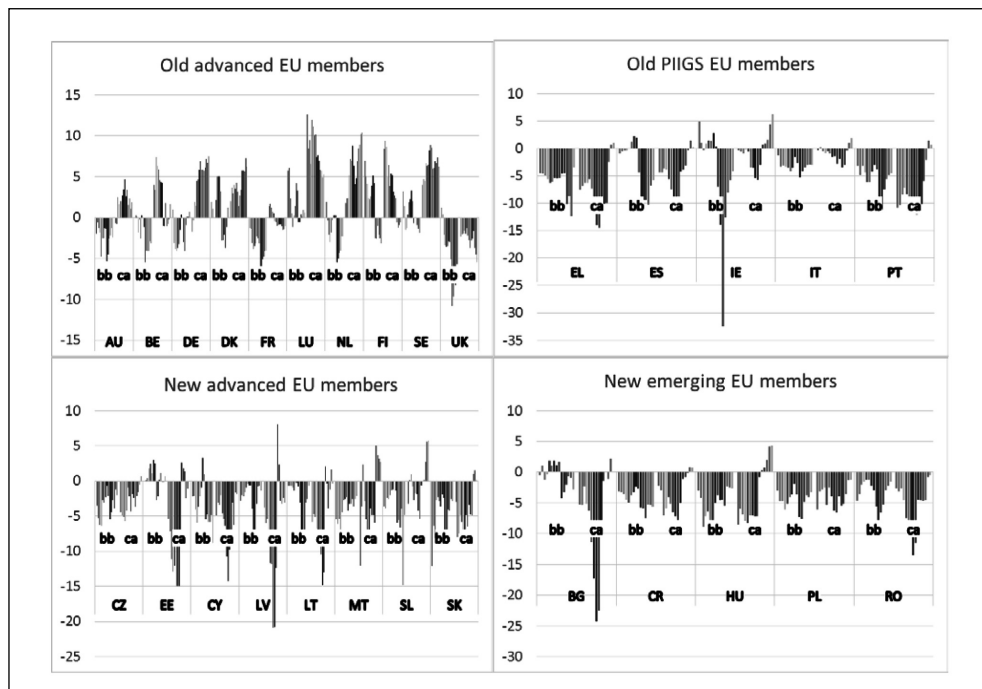 Old advanced EU members
15
10
5
0
-5
-10
-15
bb ca bb ca bb ca bb ca bb ca bb ca bb ca bb ca bb ca bb ca
AU BE DE DK FR LU NL FI SE UK
Old PIIGS EU members
10
5
0
-5
-10
-15
-20
-25
-30
-35
bb ca bb ca bb ca bb ca bb ca
EL ES IE IT PT
New advanced EU members
10
5
0
-5
-10
-15
-20
-25
bb ca bb ca bb ca bb ca bb ca bb ca bb ca bb ca
CZ EE CY LV LT MT SL SK
New emerging EU members
10
5
0
-5
-10
-15
-20
-25
-30
bb ca bb ca bb ca bb ca bb ca
BG CR HU PL RO